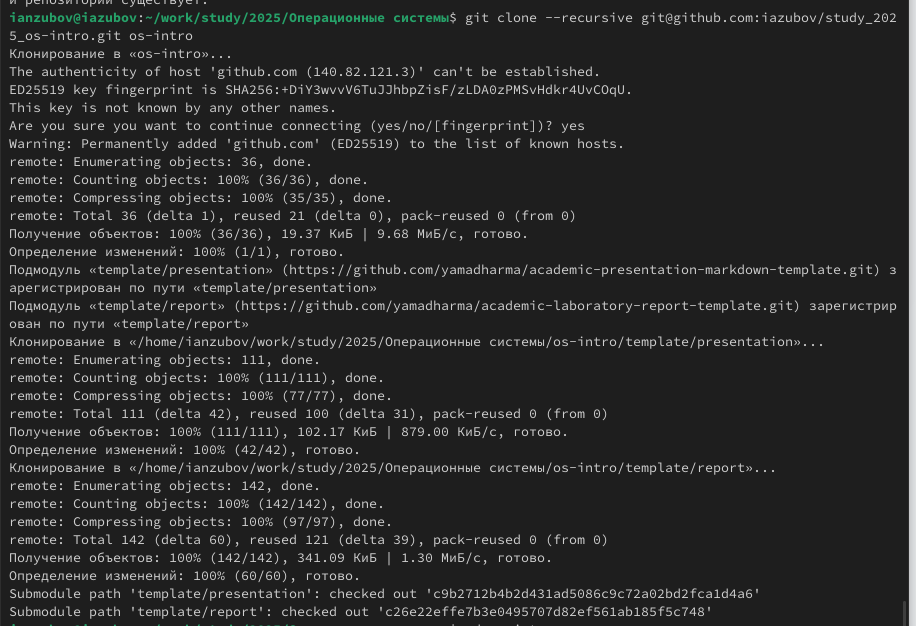 и репозиторий существует.
ianzubov@iazubov:~/work/study/2025/Операционные системы$ git clone --recursive git@github.com:iazubov/study_202
5_os-intro.git os-intro
Клонирование в «os-intro»...
The authenticity of host 'github.com (140.82.121.3)' can't be established.
ED25519 key fingerprint is SHA256:+DiY3wvvV6TuJJhbpZisF/zLDA0zPMSvHdkr4UvCOqU.
This key is not known by any other names.
Are you sure you want to continue connecting (yes/no/[fingerprint])? yes
Warning: Permanently added 'github.com' (ED25519) to the list of known hosts.
remote: Enumerating objects: 36, done.
remote: Counting objects: 100% (36/36), done.
remote: Compressing objects: 100% (35/35), done.
remote: Total 36 (delta 1), reused 21 (delta 0), pack-reused 0 (from 0)
Получение объектов: 100% (36/36), 19.37 КиБ | 9.68 МиБ/с, готово.
Определение изменений: 100% (1/1), готово.
Подмодуль «template/presentation» (https://github.com/yamadharma/academic-presentation-markdown-template.git) з
арегистрирован по пути «template/presentation»
Подмодуль «template/report» (https://github.com/yamadharma/academic-laboratory-report-template.git) зарегистрир
ован по пути «template/report»
Клонирование в «/home/ianzubov/work/study/2025/Операционные системы/os-intro/template/presentation»...
remote: Enumerating objects: 111, done.
remote: Counting objects: 100% (111/111), done.
remote: Compressing objects: 100% (77/77), done.
remote: Total 111 (delta 42), reused 100 (delta 31), pack-reused 0 (from 0)
Получение объектов: 100% (111/111), 102.17 КиБ | 879.00 КиБ/с, готово.
Определение изменений: 100% (42/42), готово.
Клонирование в «/home/ianzubov/work/study/2025/Операционные системы/os-intro/template/report»...
remote: Enumerating objects: 142, done.
remote: Counting objects: 100% (142/142), done.
remote: Compressing objects: 100% (97/97), done.
remote: Total 142 (delta 60), reused 121 (delta 39), pack-reused 0 (from 0)
Получение объектов: 100% (142/142), 341.09 КиБ | 1.30 МиБ/с, готово.
Определение изменений: 100% (60/60), готово.
Submodule path 'template/presentation': checked out 'c9b2712b4b2d431ad5086c9c72a02bd2fca1d4a6'
Submodule path 'template/report': checked out 'c26e22effe7b3e0495707d82ef561ab185f5c748'